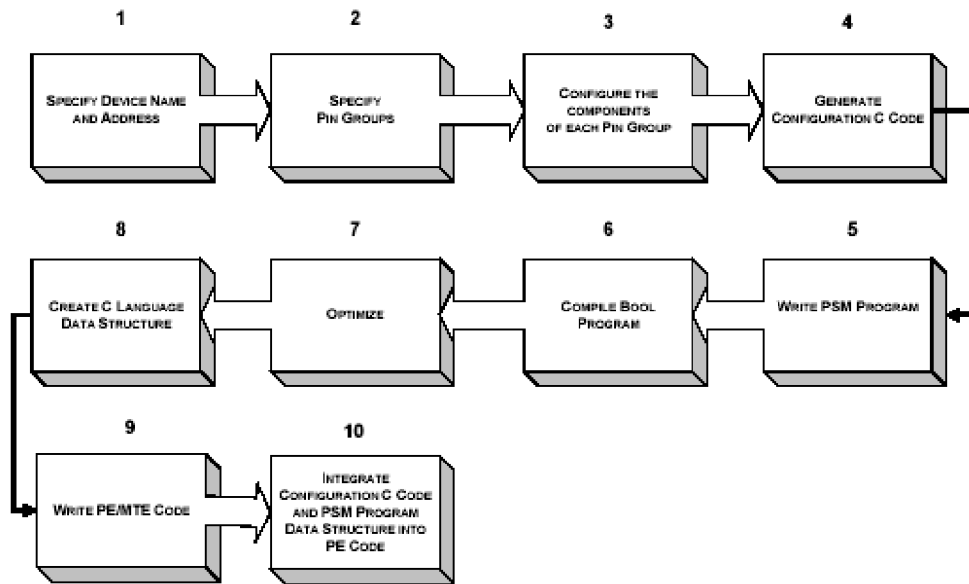 1
2
3
4
SPECIFY DEVICE NAME
AND ADDRESS
SPECIFY
PIN GROUPS
CONFIGURE THE
COMPONENTS
OF EACH PIN GROUP
GENERATE
CONFIGURATION C CODE
8
7
6
5
CREATE C LANGUAGE
DATA STRUCTURE
OPTIMIZE
COMPILE BOOL
PROGRAM
WRITE PSM PROGRAM
9
10
WRITE PE/MTE CODE
INTEGRATE
CONFIGURATION C CODE
AND PSM PROGRAM
DATA STRUCTURE INTO
PE CODE